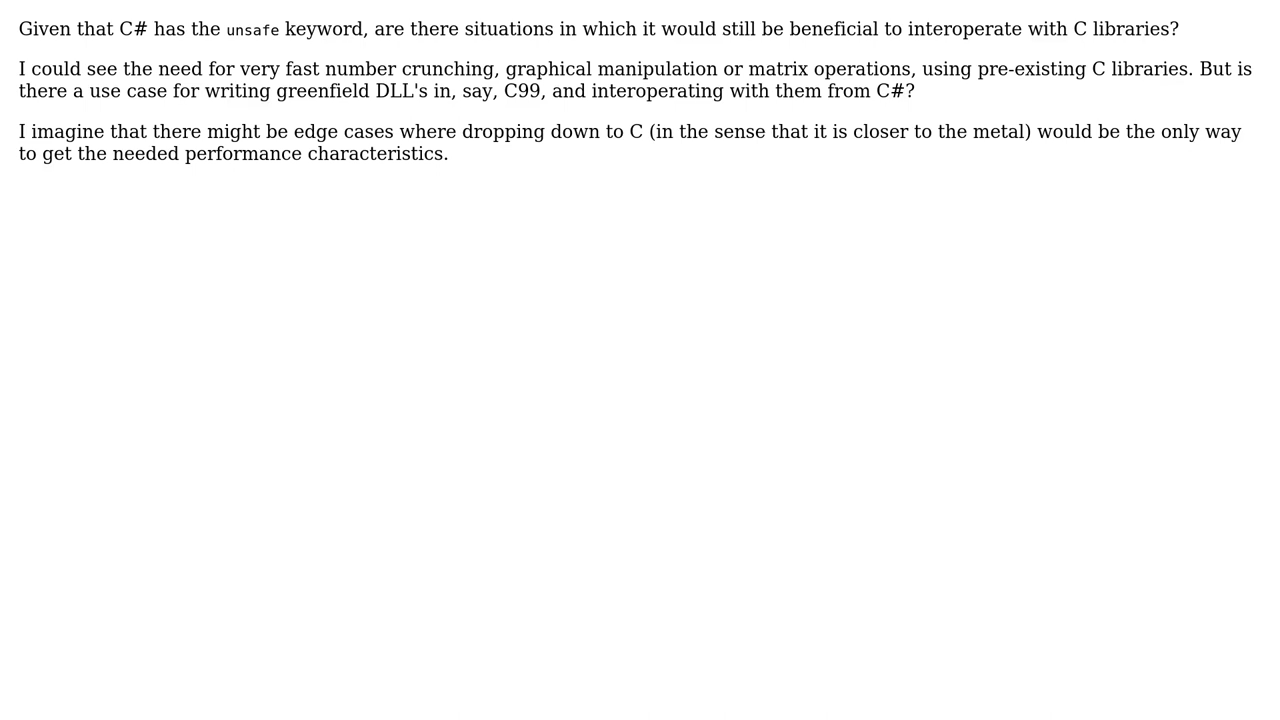 Given that C# has the unsafe keyword, are there situations in which it would still be beneficial to interoperate with C libraries?
I could see the need for very fast number crunching, graphical manipulation or matrix operations, using pre-existing C libraries. But is
there a use case for writing greenfield DLL's in, say, C99, and interoperating with them from C#?
I imagine that there might be edge cases where dropping down to C (in the sense that it is closer to the metal) would be the only way
to get the needed performance characteristics.